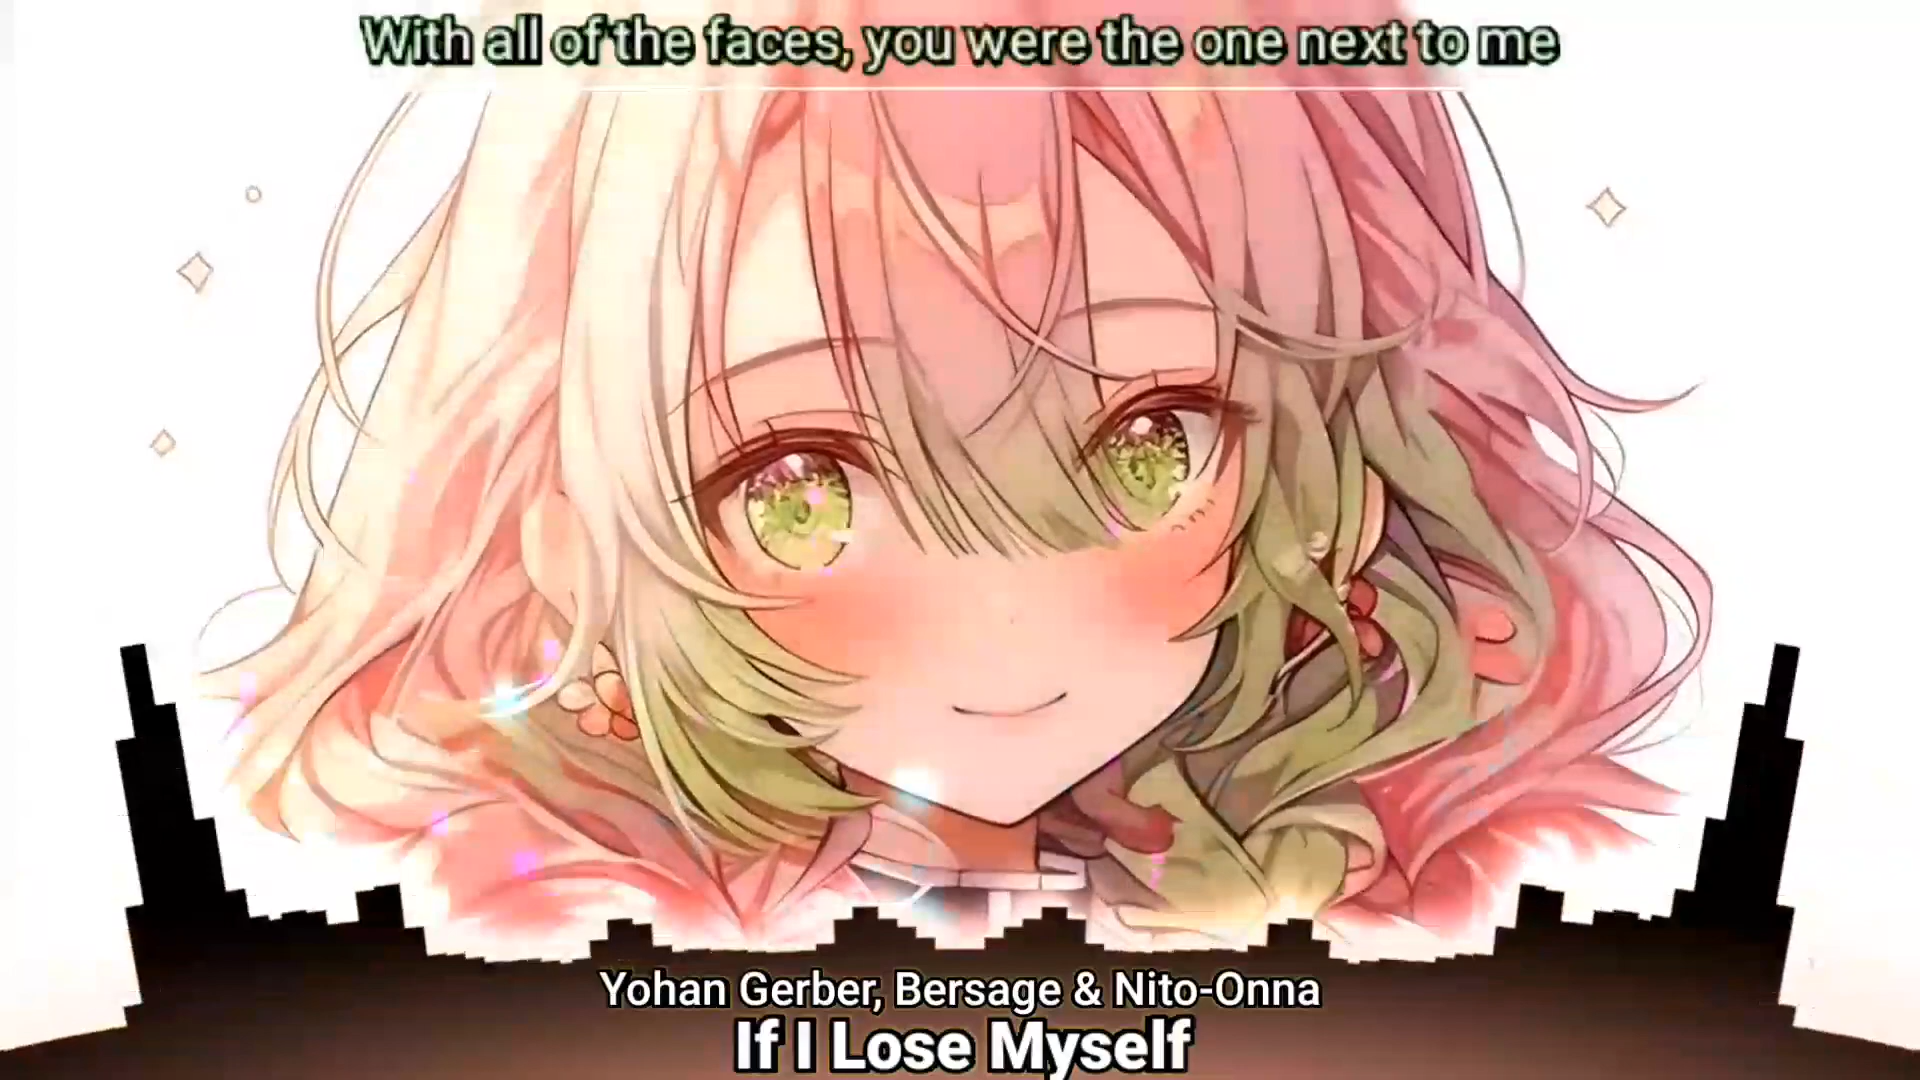 With all of the faces, you were the one next to me
Yohan Gerber, Bersage & Nito-Onna
If I Lose Myself